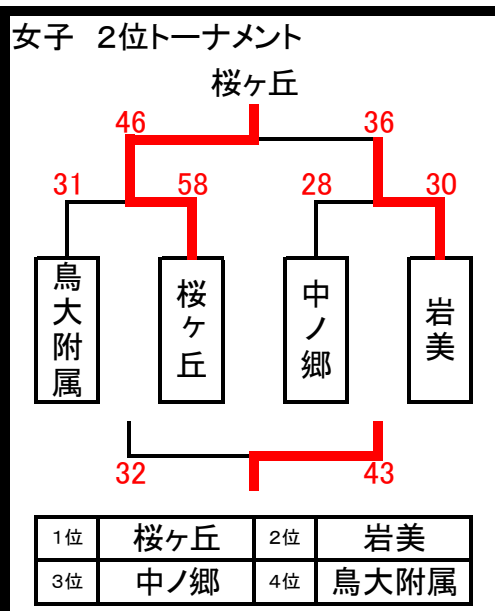 女子 2位トーナメント
桜ヶ丘
46 36
31 58 28 30
鳥大附属 桜ヶ丘 中ノ郷 岩美
32 43
1位 桜ヶ丘 2位 岩美
3位 中ノ郷 4位 鳥大附属